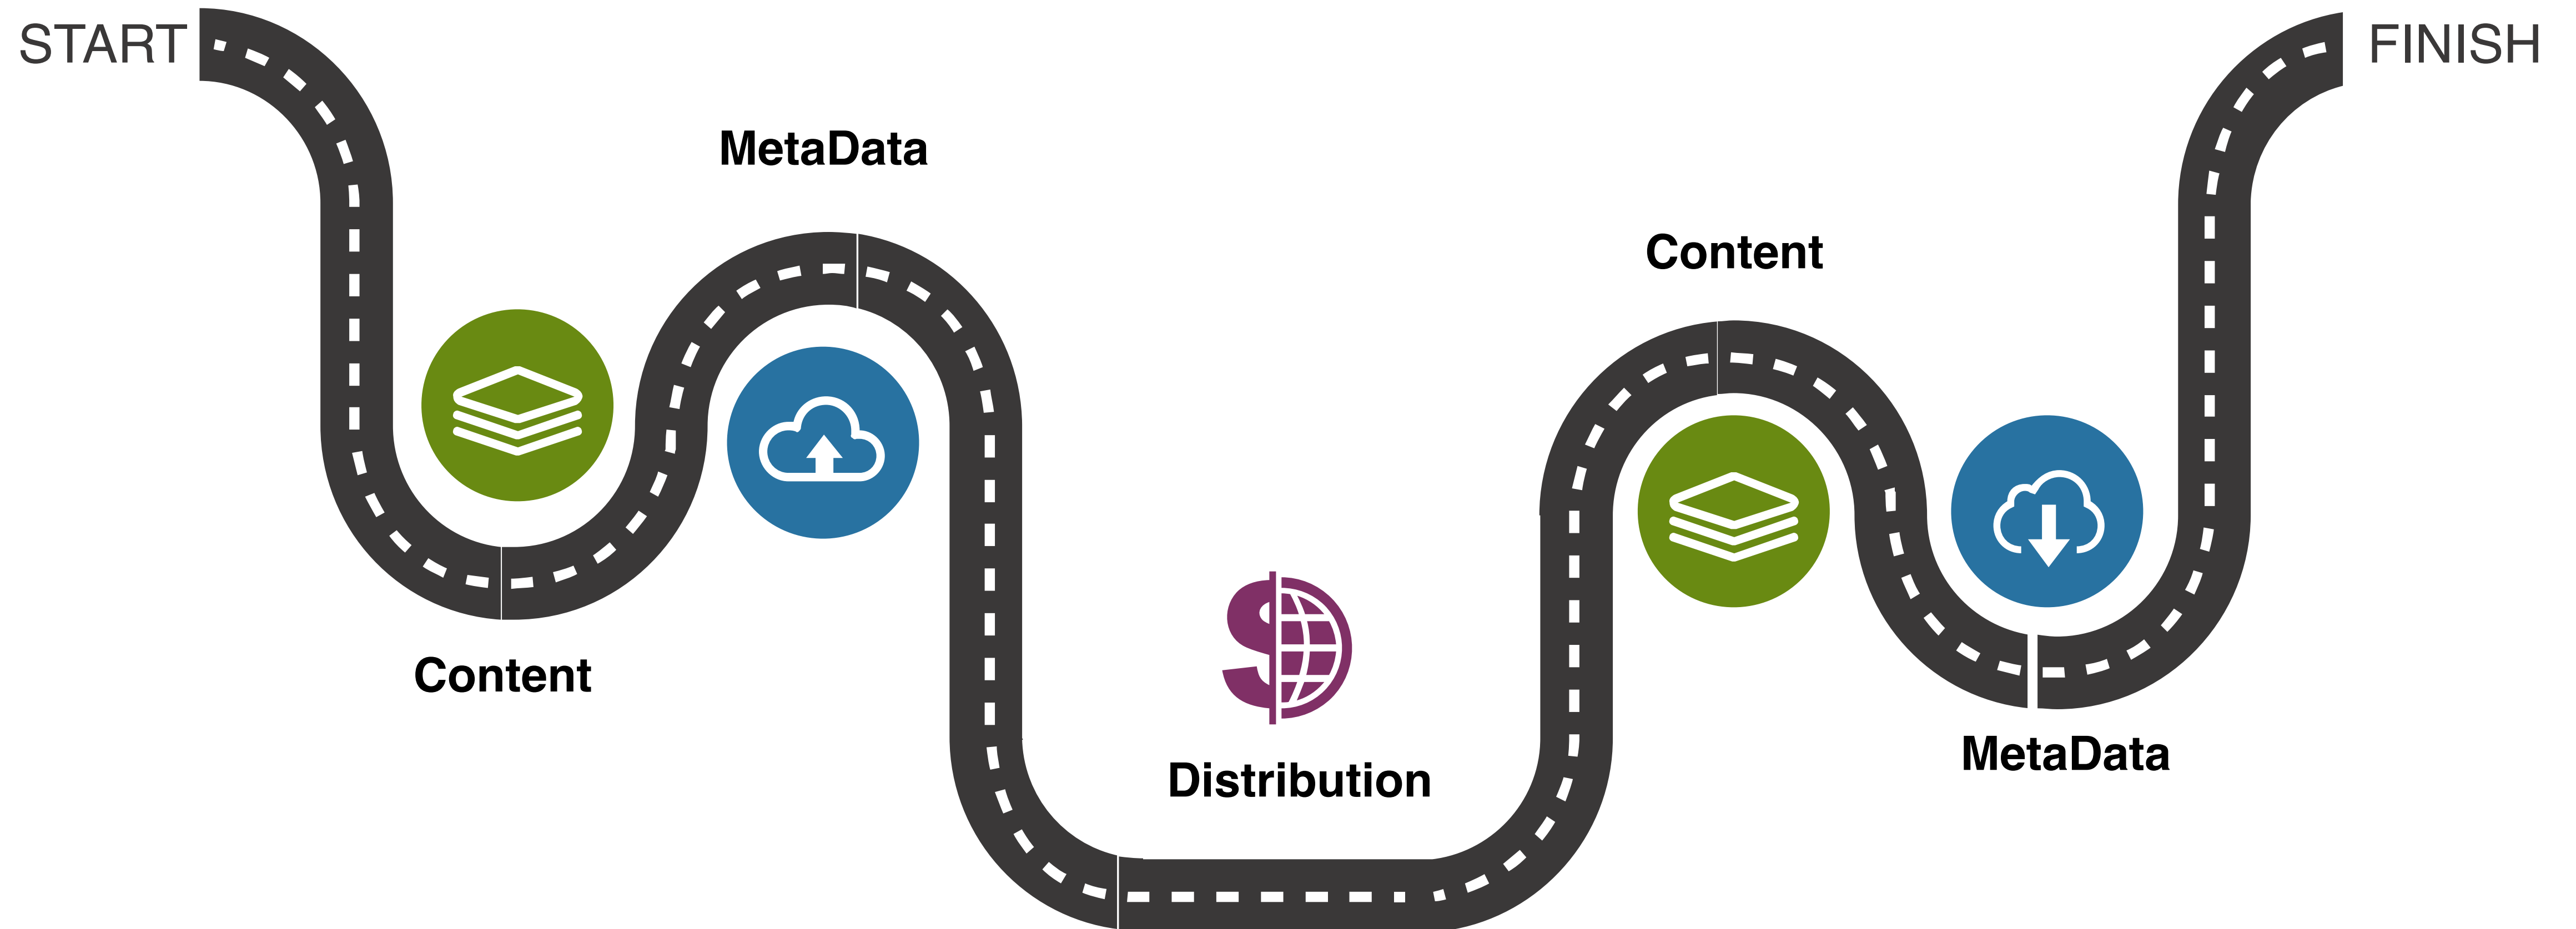 START
FINISH
MetaData
Content
Content
Distribution
MetaData